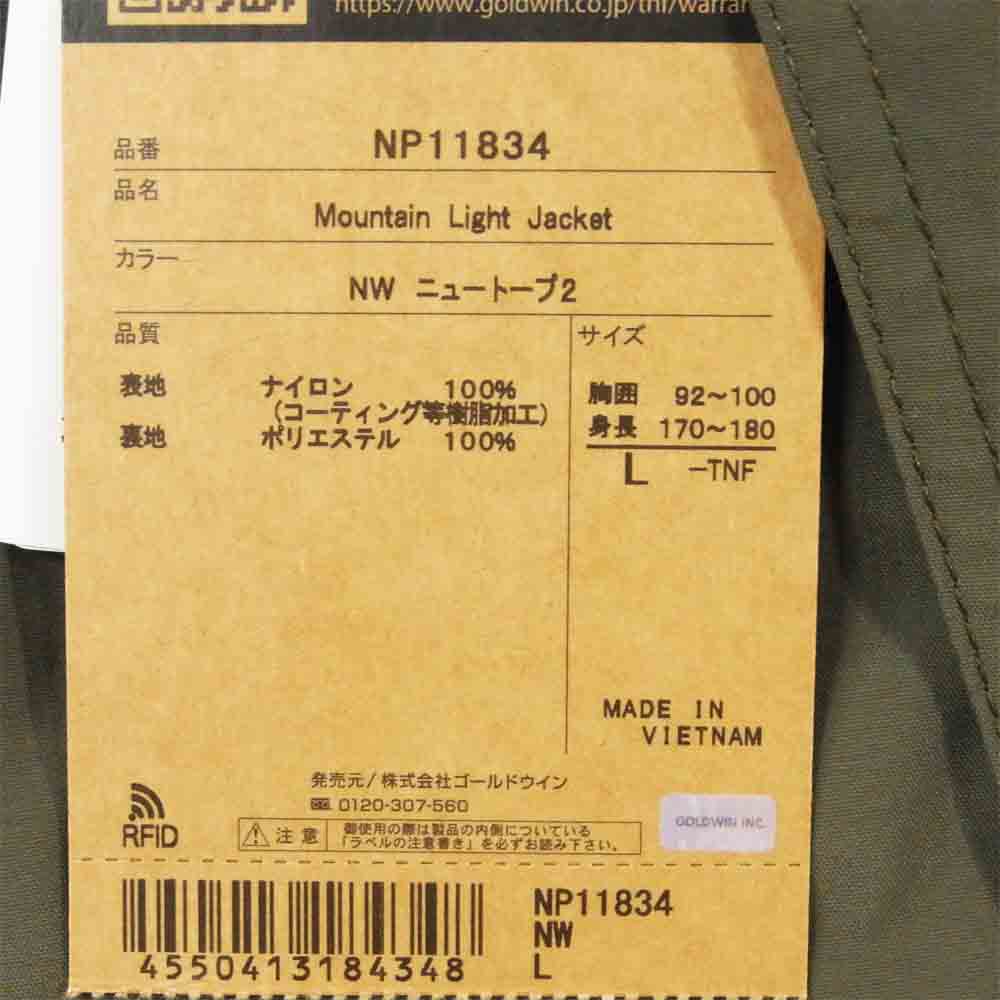 https://www.goldwin.co.jp/tnf/warran
品番 NP11834
品名
Mountain Light Jacket
カラー
NW ニュートープ2
品質
サイズ
表地 ナイロン 100%
(コーティング等樹脂加工)
裏地 ポリエステル 100%
胸囲 92～100
身長 170～180
L -TNF
MADE IN
VIETNAM
発売元/株式会社ゴールドウイン
0120-307-560
RFID
注意
御使用の際は製品の内側についている
「ラベルの注意書き」を必ずお読み下さい。
GOLDWIN INC.
4550413184348
NP11834
NW
L